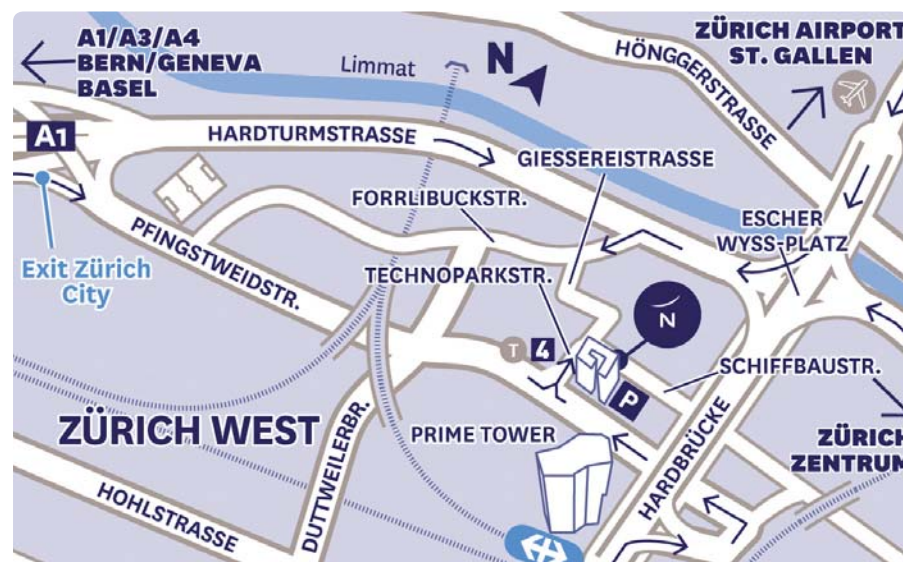 A1/A3/A4
BERN/GENEVA
BASEL
Limmat
N
ZÜRICH AIRPORT
ST. GALLEN
HÖNGGERSTRASSE
A1
HARDTURMSTRASSE
GIESSEREISTRASSE
FORRLIBUCKSTR.
ESCHER
WYSS-PLATZ
PFINGSTWEIDSTR.
TECHNOPARKSTR.
Exit Zürich
City
N
T 4
SCHIFFBAUSTR.
P
ZÜRICH WEST
DUTTWEILERBR.
PRIME TOWER
HARDBRÜCKE
ZÜRICH
ZENTRUM
HOHLSTRASSE